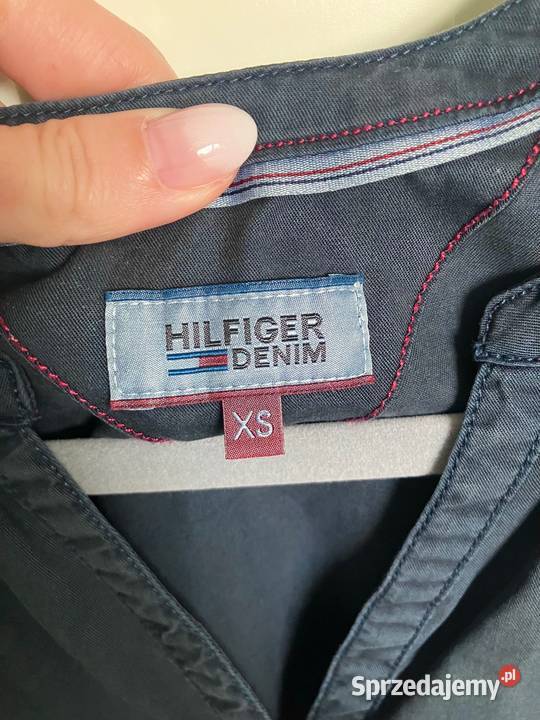 HILFIGER
DENIM
XS
Sprzedajemy.pl